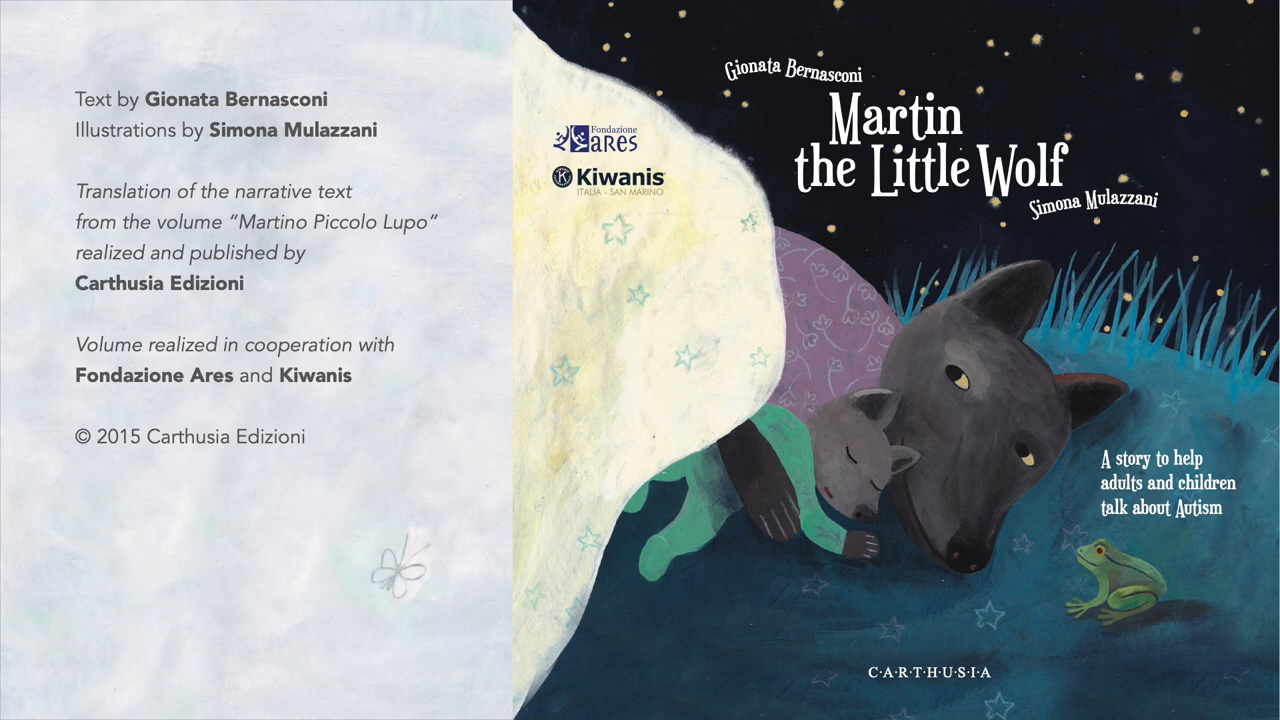 Text by Gionata Bernasconi
Illustrations by Simona Mulazzani
Translation of the narrative text
from the volume “Martino Piccolo Lupo”
realized and published by
Carthusia Edizioni
Volume realized in cooperation with
Fondazione Ares and Kiwanis
© 2015 Carthusia Edizioni
Gionata Bernasconi
Martin
the Little Wolf
Simona Mulazzani
Fondazione
ARES
Kiwanis
ITALIA - SAN MARINO
A story to help
adults and children
talk about Autism
C·A·R·T·H·U·S·I·A